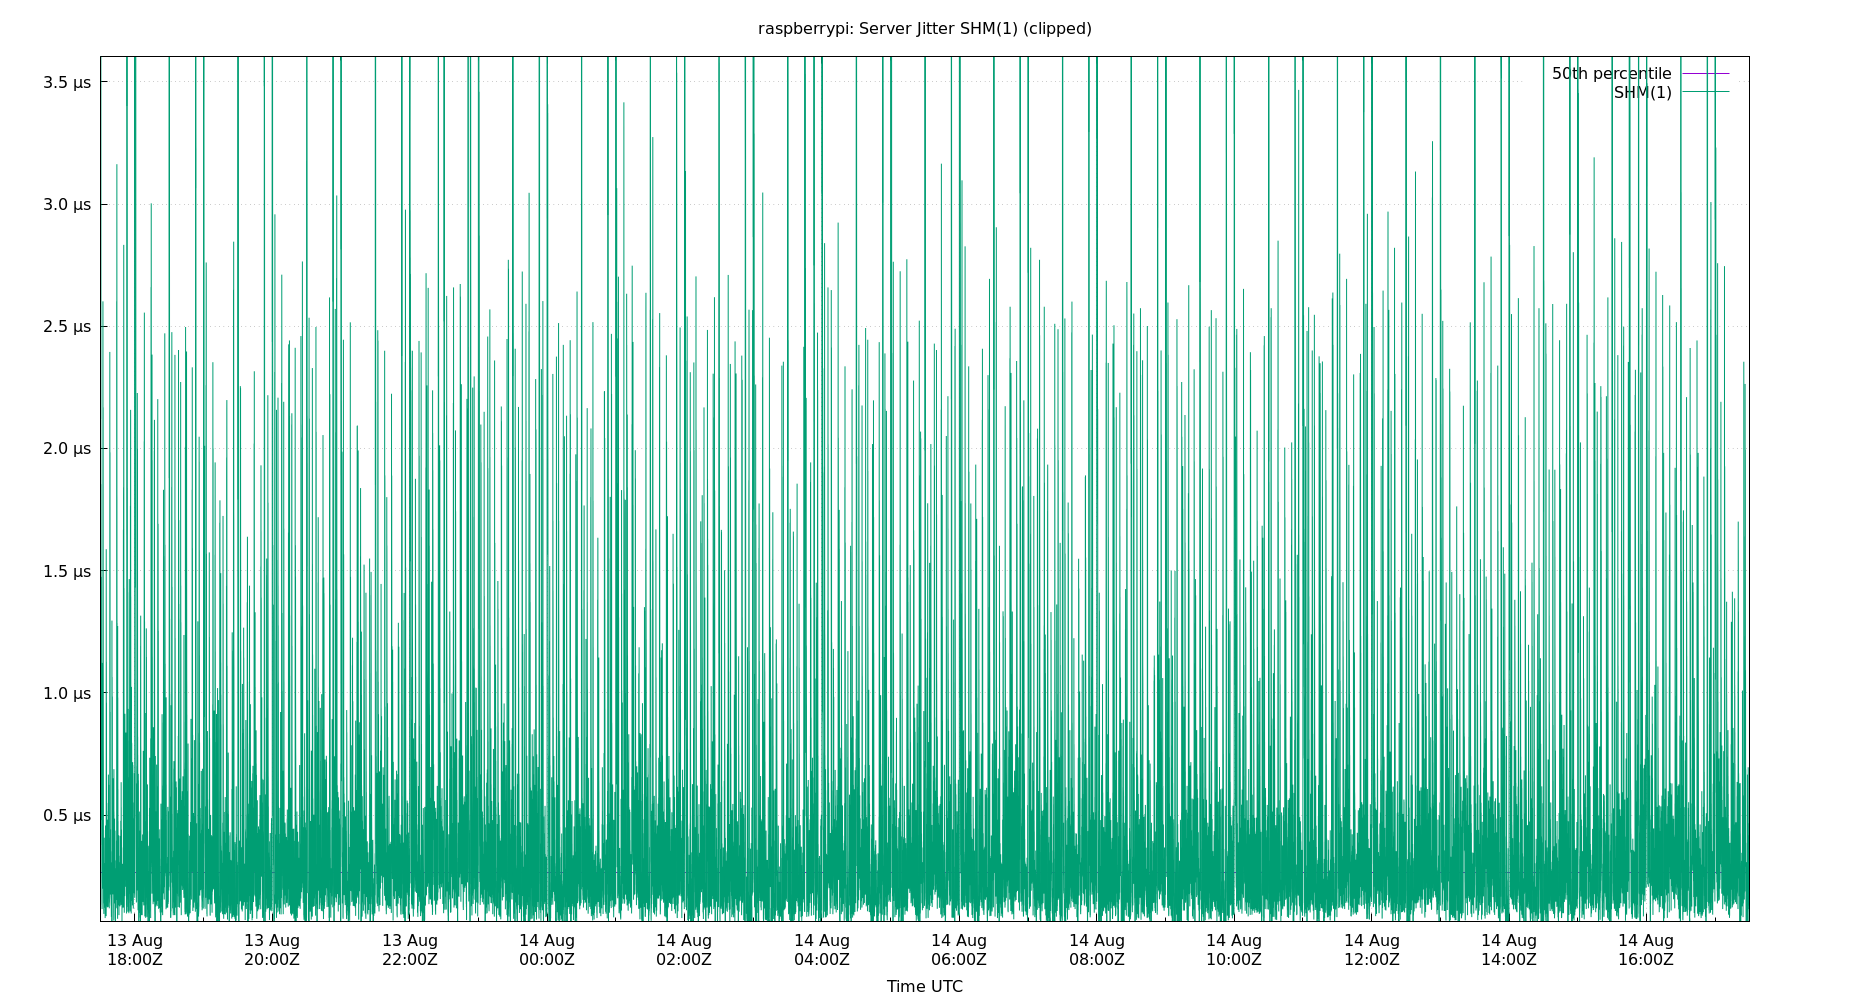 raspberrypi: Server Jitter SHM(1) (clipped)
50th percentile
SHM(1)
3.5 µs
3.0 µs
2.5 µs
2.0 µs
1.5 µs
1.0 µs
0.5 µs
13 Aug 13 Aug 13 Aug 14 Aug 14 Aug 14 Aug 14 Aug 14 Aug 14 Aug 14 Aug 14 Aug 14 Aug
18:00Z 20:00Z 22:00Z 00:00Z 02:00Z 04:00Z 06:00Z 08:00Z 10:00Z 12:00Z 14:00Z 16:00Z
Time UTC